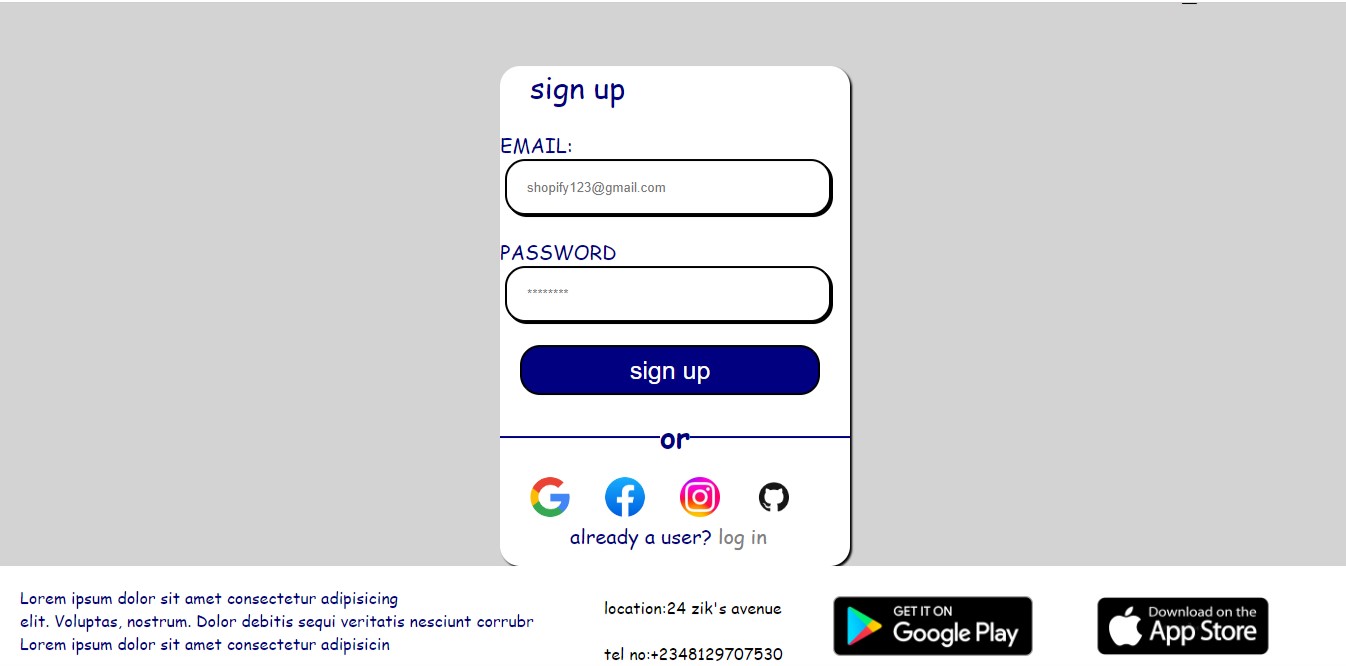 sign up
EMAIL:
shopify123@gmail.com
PASSWORD
********
sign up
or
already a user? log in
Lorem ipsum dolor sit amet consectetur adipisicing
elit. Voluptas, nostrum. Dolor debitis sequi veritatis nesciunt corrubr
Lorem ipsum dolor sit amet consectetur adipisicin
location:24 zik's avenue
tel no:+2348129707530
GET IT ON
Google Play
Download on the
App Store